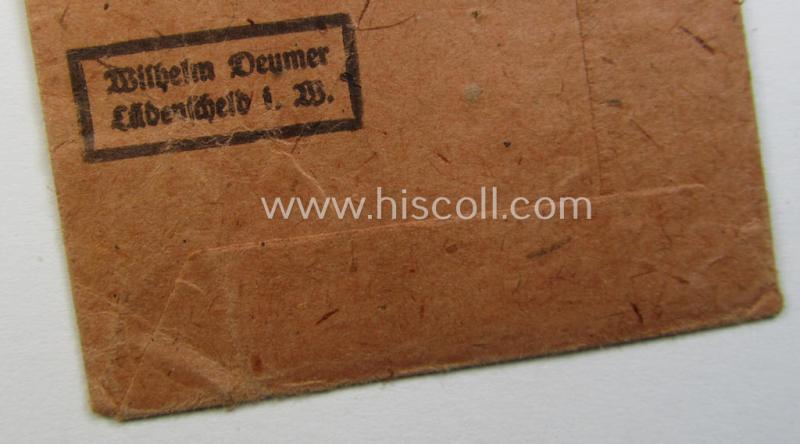 Wilhelm Deumer
Lüdenscheid i. W.
www.hiscoll.com